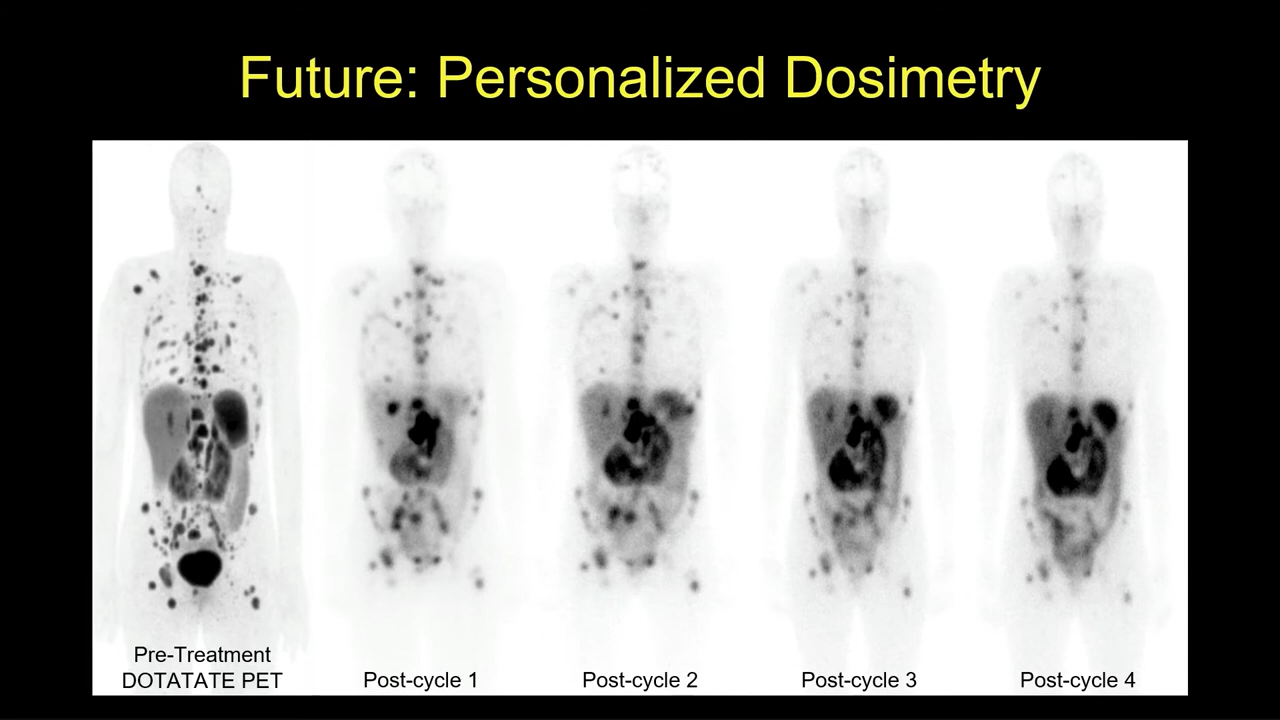 Future: Personalized Dosimetry
Pre-Treatment
DOTATATE PET
Post-cycle 1
Post-cycle 2
Post-cycle 3
Post-cycle 4